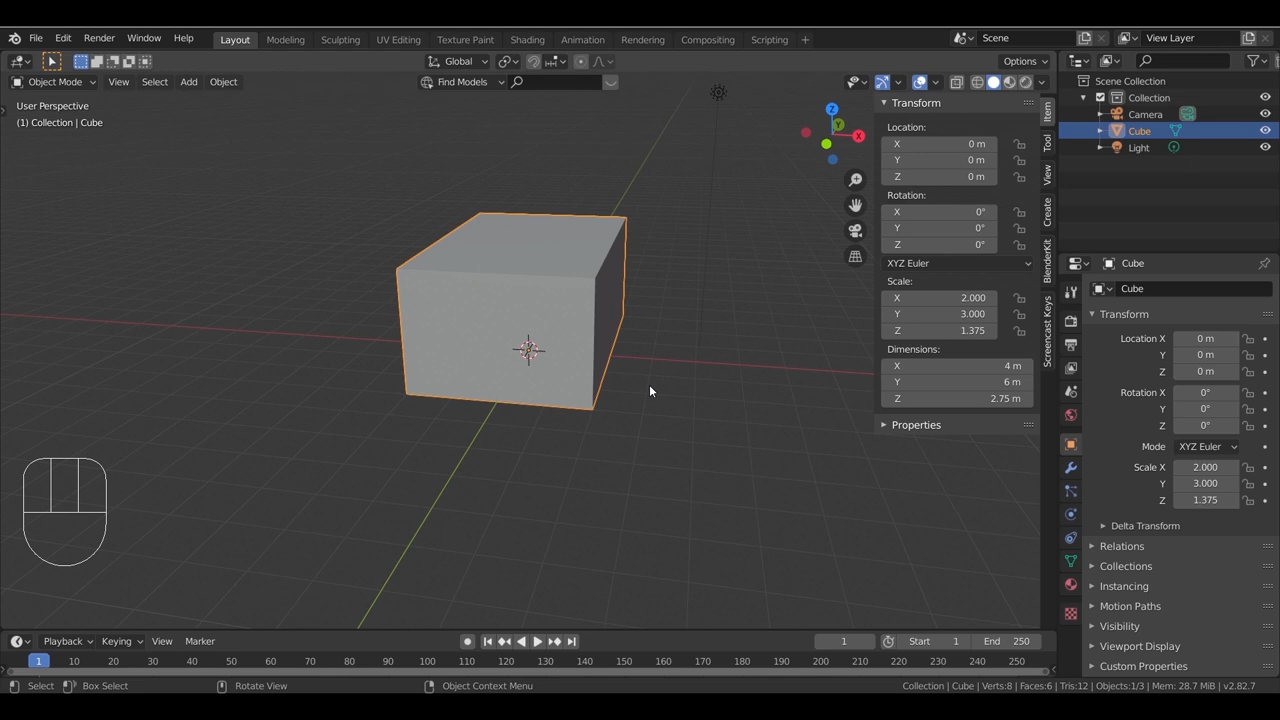 File Edit Render Window Help Layout Modeling Sculpting UV Editing Texture Paint Shading Animation Rendering Compositing Scripting + Scene View Layer
Global Options
Object Mode View Select Add Object Find Models
User Perspective
(1) Collection | Cube
Z
Y
X
Transform
Location:
X 0 m
Y 0 m
Z 0 m
Rotation:
X 0°
Y 0°
Z 0°
XYZ Euler
Scale:
X 2.000
Y 3.000
Z 1.375
Dimensions:
X 4 m
Y 6 m
Z 2.75 m
Properties
Item
Tool
View
Create
BlenderKit
Screencast Keys
Scene Collection
Collection
Camera
Cube
Light
Cube
Cube
Transform
Location X 0 m
Y 0 m
Z 0 m
Rotation X 0°
Y 0°
Z 0°
Mode XYZ Euler
Scale X 2.000
Y 3.000
Z 1.375
Delta Transform
Relations
Collections
Instancing
Motion Paths
Visibility
Viewport Display
Custom Properties
Playback Keying View Marker 1 Start 1 End 250
1 10 20 30 40 50 60 70 80 90 100 110 120 130 140 150 160 170 180 190 200 210 220 230 240 250
Select Box Select Rotate View Object Context Menu Collection | Cube | Verts:8 | Faces:6 | Tris:12 | Objects:1/3 | Mem: 28.7 MiB | v2.82.7